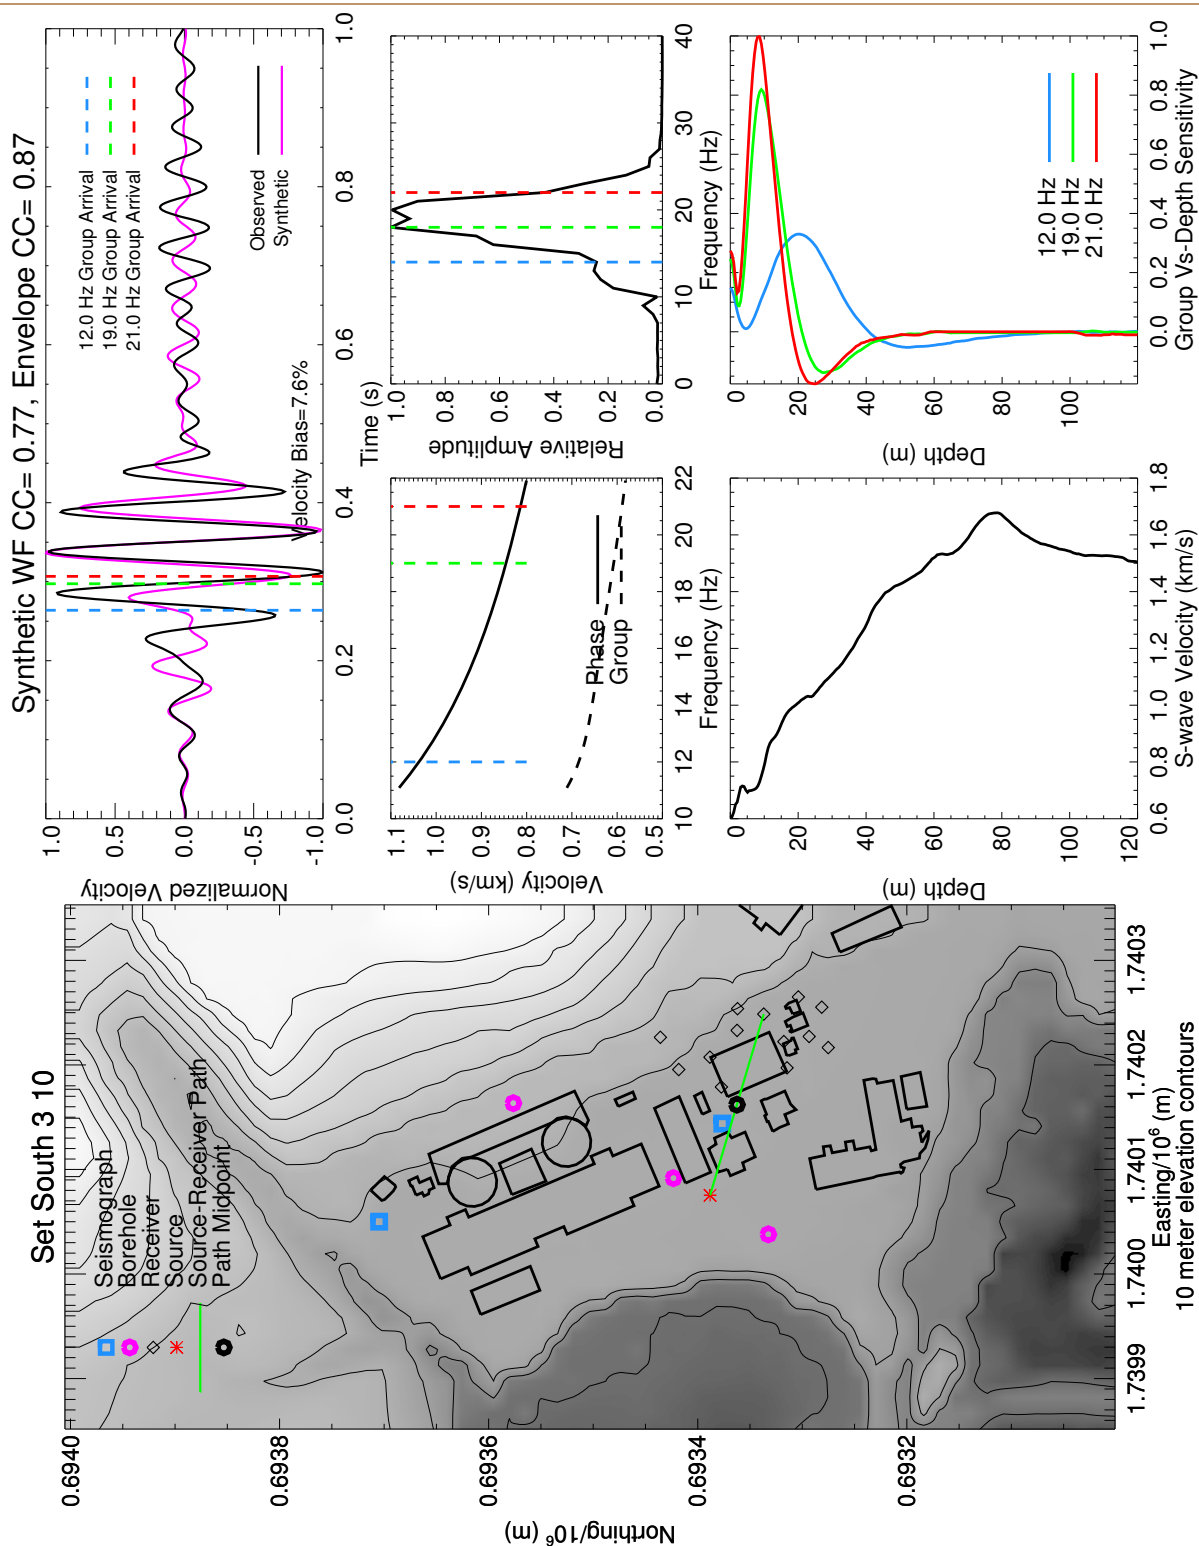 Set South 3 10
Seismograph
Borehole
Receiver
Source
Source-Receiver Path
Path Midpoint
0.6940
0.6938
0.6936
0.6934
0.6932
Northing/10⁶ (m)
1.7399
1.7400
1.7401
1.7402
1.7403
Easting/10⁶ (m)
10 meter elevation contours
Synthetic WF CC= 0.77, Envelope CC= 0.87
1.0
0.5
0.0
-0.5
-1.0
Normalized Velocity
12.0 Hz Group Arrival
19.0 Hz Group Arrival
21.0 Hz Group Arrival
Observed
Synthetic
elocity Bias=7.6%
0.0
0.2
0.4
0.6
0.8
1.0
Time (s)
1.1
1.0
0.9
0.8
0.7
0.6
0.5
Velocity (km/s)
Phase
Group
10
12
14
16
18
20
22
Frequency (Hz)
1.0
0.8
0.6
0.4
0.2
0.0
Relative Amplitude
0
10
20
30
40
Frequency (Hz)
0
20
40
60
80
100
120
Depth (m)
0.6
0.8
1.0
1.2
1.4
1.6
1.8
S-wave Velocity (km/s)
0
20
40
60
80
100
Depth (m)
12.0 Hz
19.0 Hz
21.0 Hz
0.0
0.2
0.4
0.6
0.8
1.0
Group Vs-Depth Sensitivity